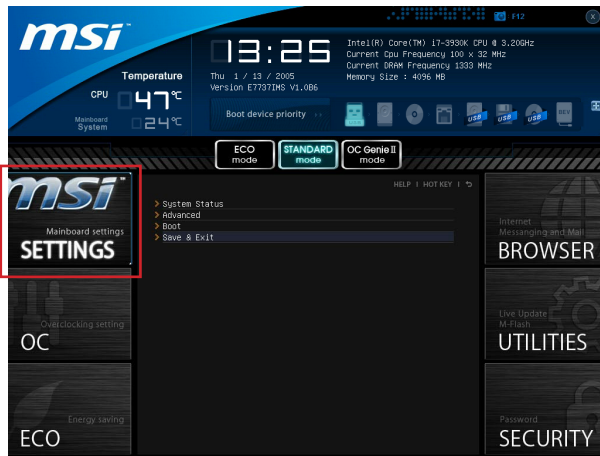 msi
F12
X
13:25
Thu 1 / 13 / 2005
Version E7737IMS V1.0B6
Intel(R) Core(TM) i7-3930K CPU @ 3.20GHz
Current Cpu Frequency 100 x 32 MHz
Current DRAM Frequency 1333 MHz
Memory Size : 4096 MB
Temperature
CPU 47°C
Mainboard
System 24°C
Boot device priority
USB
USB
USB
ECO
mode
STANDARD
mode
OC Genie II
mode
HELP | HOT KEY |
msi
Mainboard settings
SETTINGS
System Status
Advanced
Boot
Save & Exit
Overclocking setting
OC
Energy saving
ECO
Internet
Messanging and Mail
BROWSER
Live Update
M-Flash
UTILITIES
Password
SECURITY